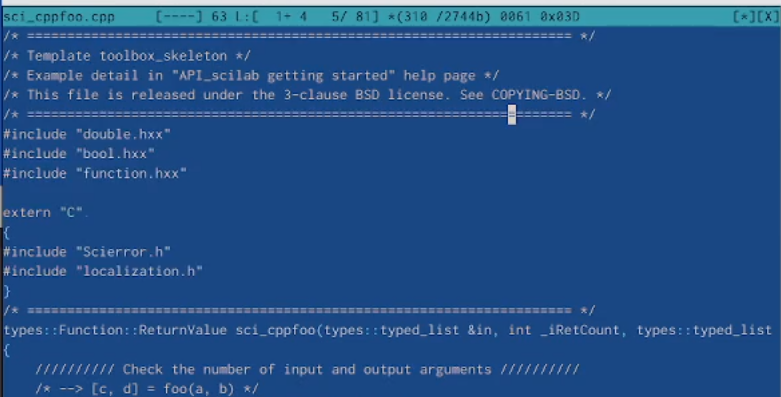 sci_cppfoo.cpp [----] 63 L:[ 1+ 4 5/ 81] *(310 /2744b) 0061 0x03D [*][X]
/* ==================================================================== */
/* Template toolbox_skeleton */
/* Example detail in "API_scilab getting started" help page */
/* This file is released under the 3-clause BSD license. See COPYING-BSD. */
/* ==================================================================== */
#include "double.hxx"
#include "bool.hxx"
#include "function.hxx"
extern "C".
{
#include "Scierror.h"
#include "localization.h"
}
/* ==================================================================== */
types::Function::ReturnValue sci_cppfoo(types::typed_list &in, int _iRetCount, types::typed_list
{
////////// Check the number of input and output arguments //////////
/* --> [c, d] = foo(a, b) */